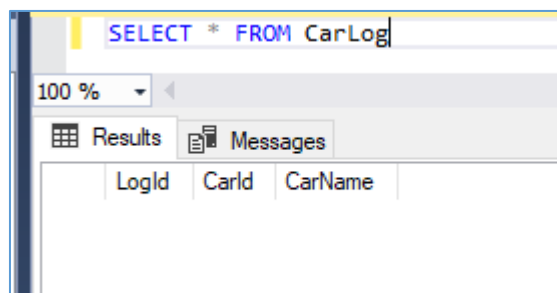 SELECT * FROM CarLog
100 %
Results Messages
LogId CarId CarName